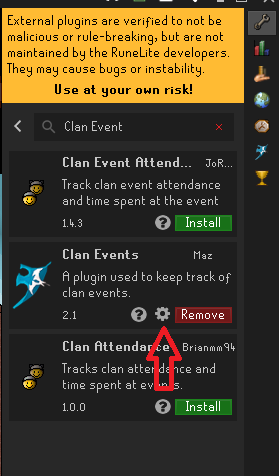 External plugins are verified to not be
malicious or rule-breaking, but are not
maintained by the RuneLite developers.
They may cause bugs or instability.
Use at your own risk!
Clan Event
Clan Event Attend... JoR...
Track clan event attendance
and time spent at the event
1.4.3 Install
Clan Events Maz
A plugin used to keep track of
clan events.
2.1 Remove
Clan Attendance Brianmm94
Tracks clan attendance and
time spent at events.
1.0.0 Install